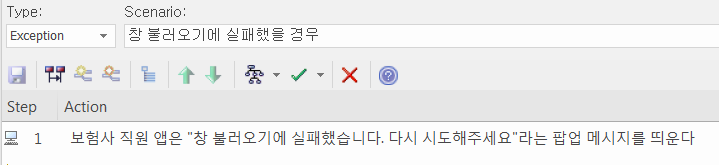 Type:
Scenario:
Exception
창 불러오기에 실패했을 경우
Step
Action
1
보험사 직원 앱은 "창 불러오기에 실패했습니다. 다시 시도해주세요"라는 팝업 메시지를 띄운다